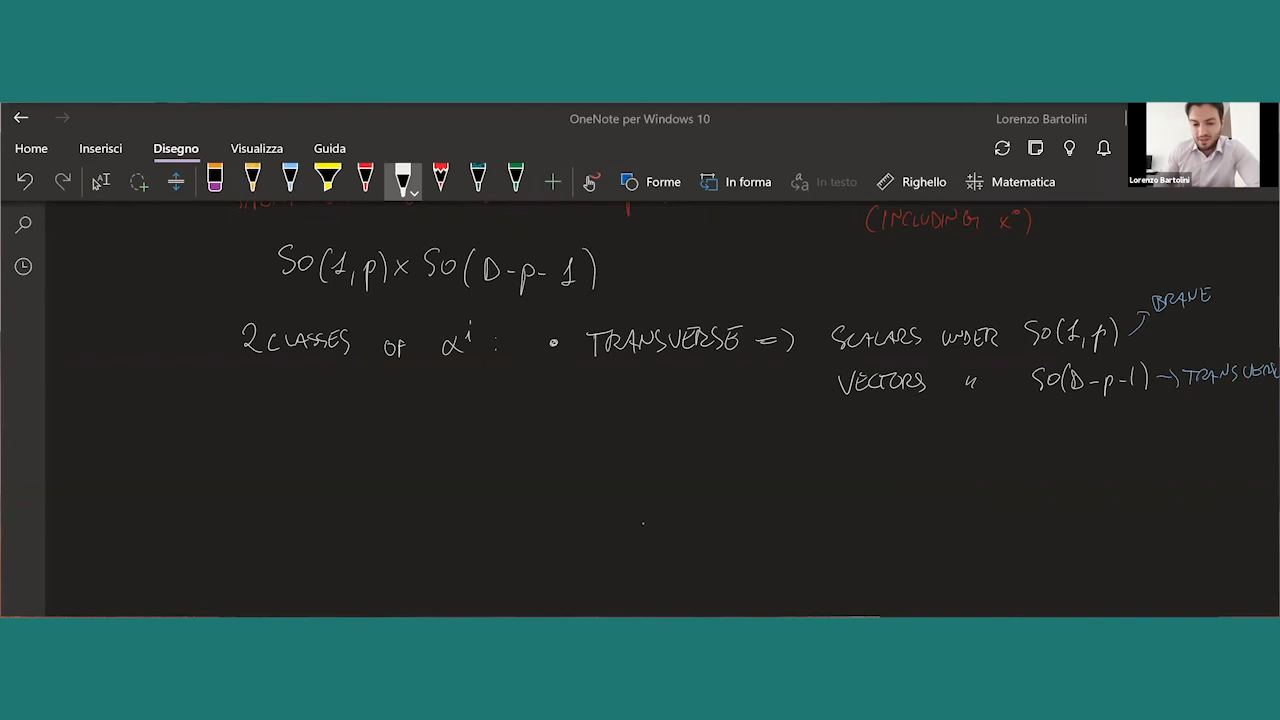 OneNote per Windows 10
Lorenzo Bartolini
Home Inserisci Disegno Visualizza Guida
Forme In forma In testo Righello Matematica
Lorenzo Bartolini
(INCLUDING x⁰)
SO(1,p) x SO(D-p-1)
BRANE
2 CLASSES OF αⁱ : • TRANSVERSE => SCALARS UNDER SO(1,p)
VECTORS " SO(D-p-1) → TRANSVERSE